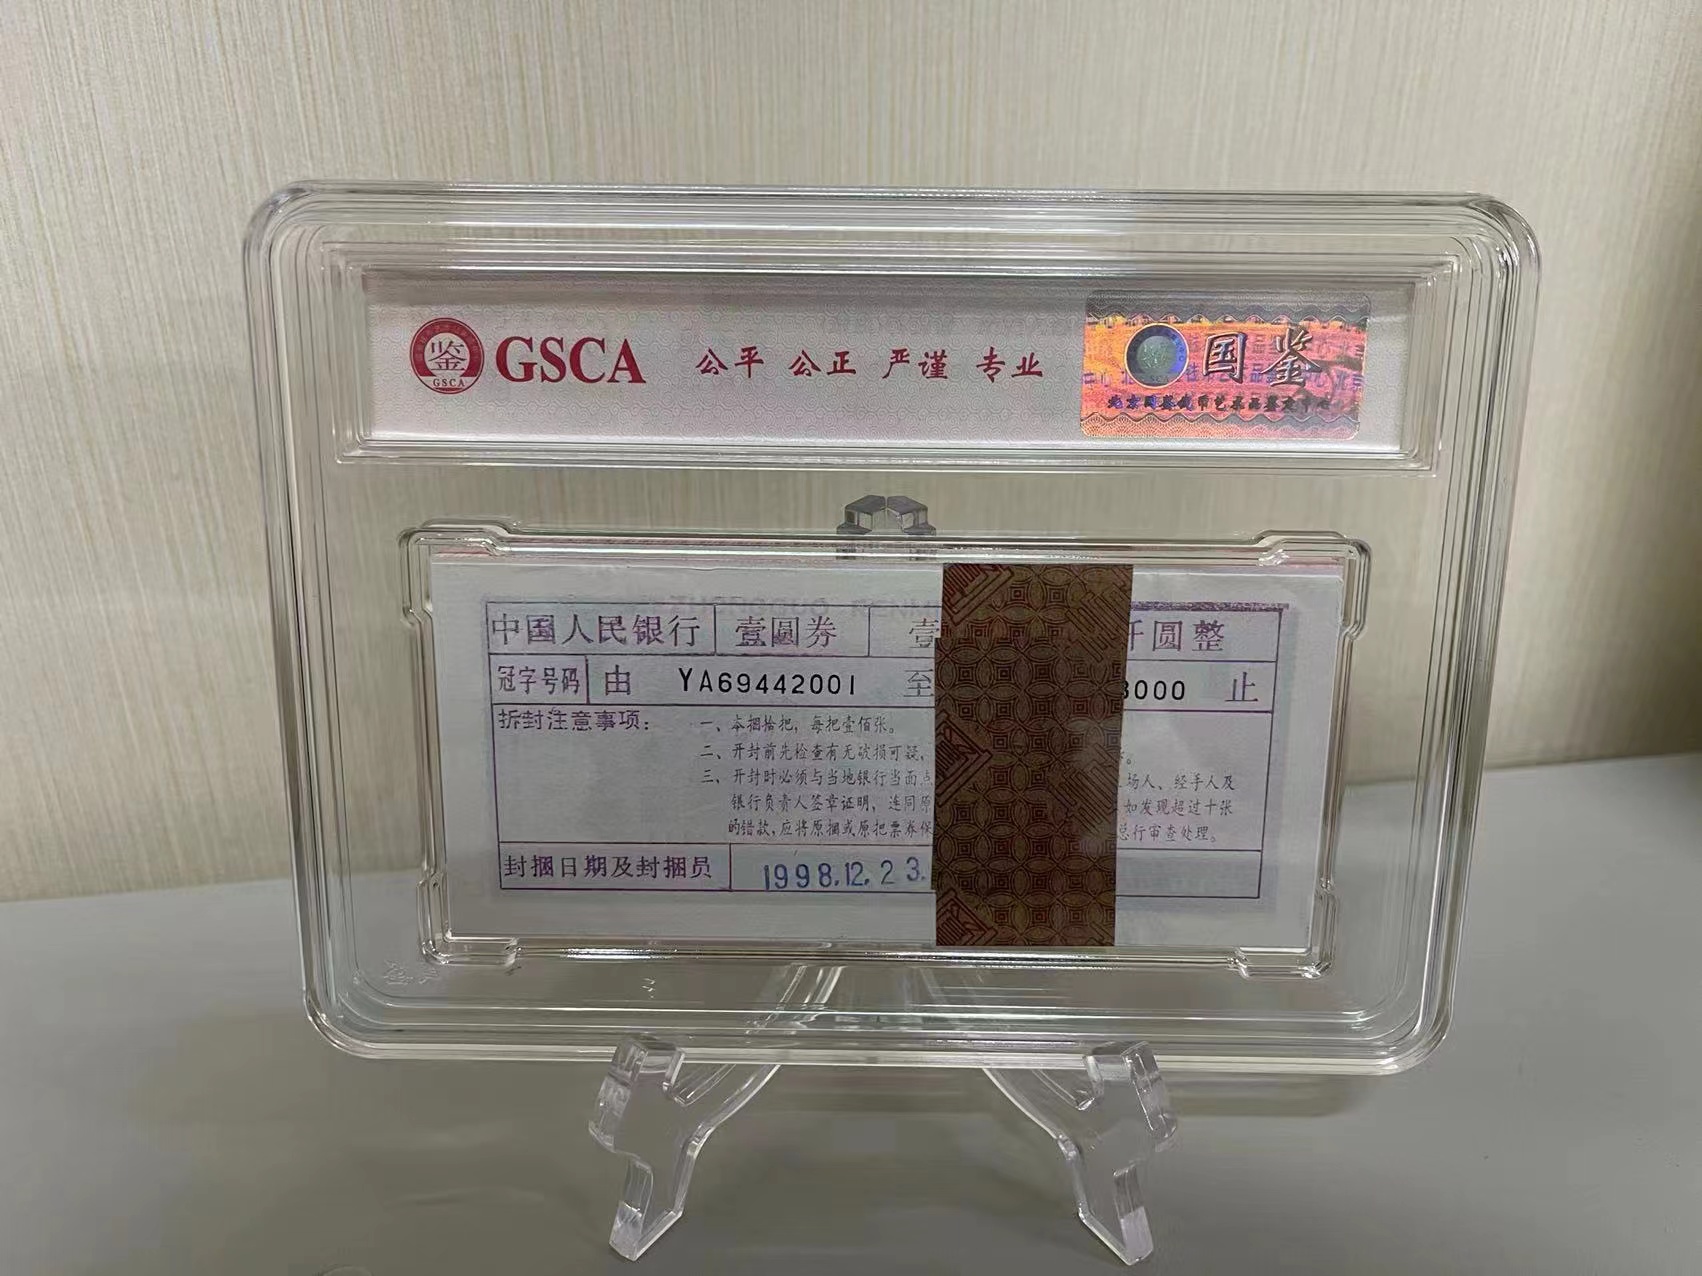 鉴
GSCA
GSCA
公平 公正 严谨 专业
国鉴
中国人民银行 壹圆券 壹 仟圆整
冠字号码 由 YA69442001 至 3000 止
拆封注意事项：
一、本捆拾把，每把壹佰张。
二、开封前先检查有无破损可疑、
三、开封时必须与当地银行当面点 场人、经手人及
银行负责人签章证明，连同原 如发现超过十张
的错款，应将原捆或原把票券保 总行审查处理。
封捆日期及封捆员 1998.12.23.